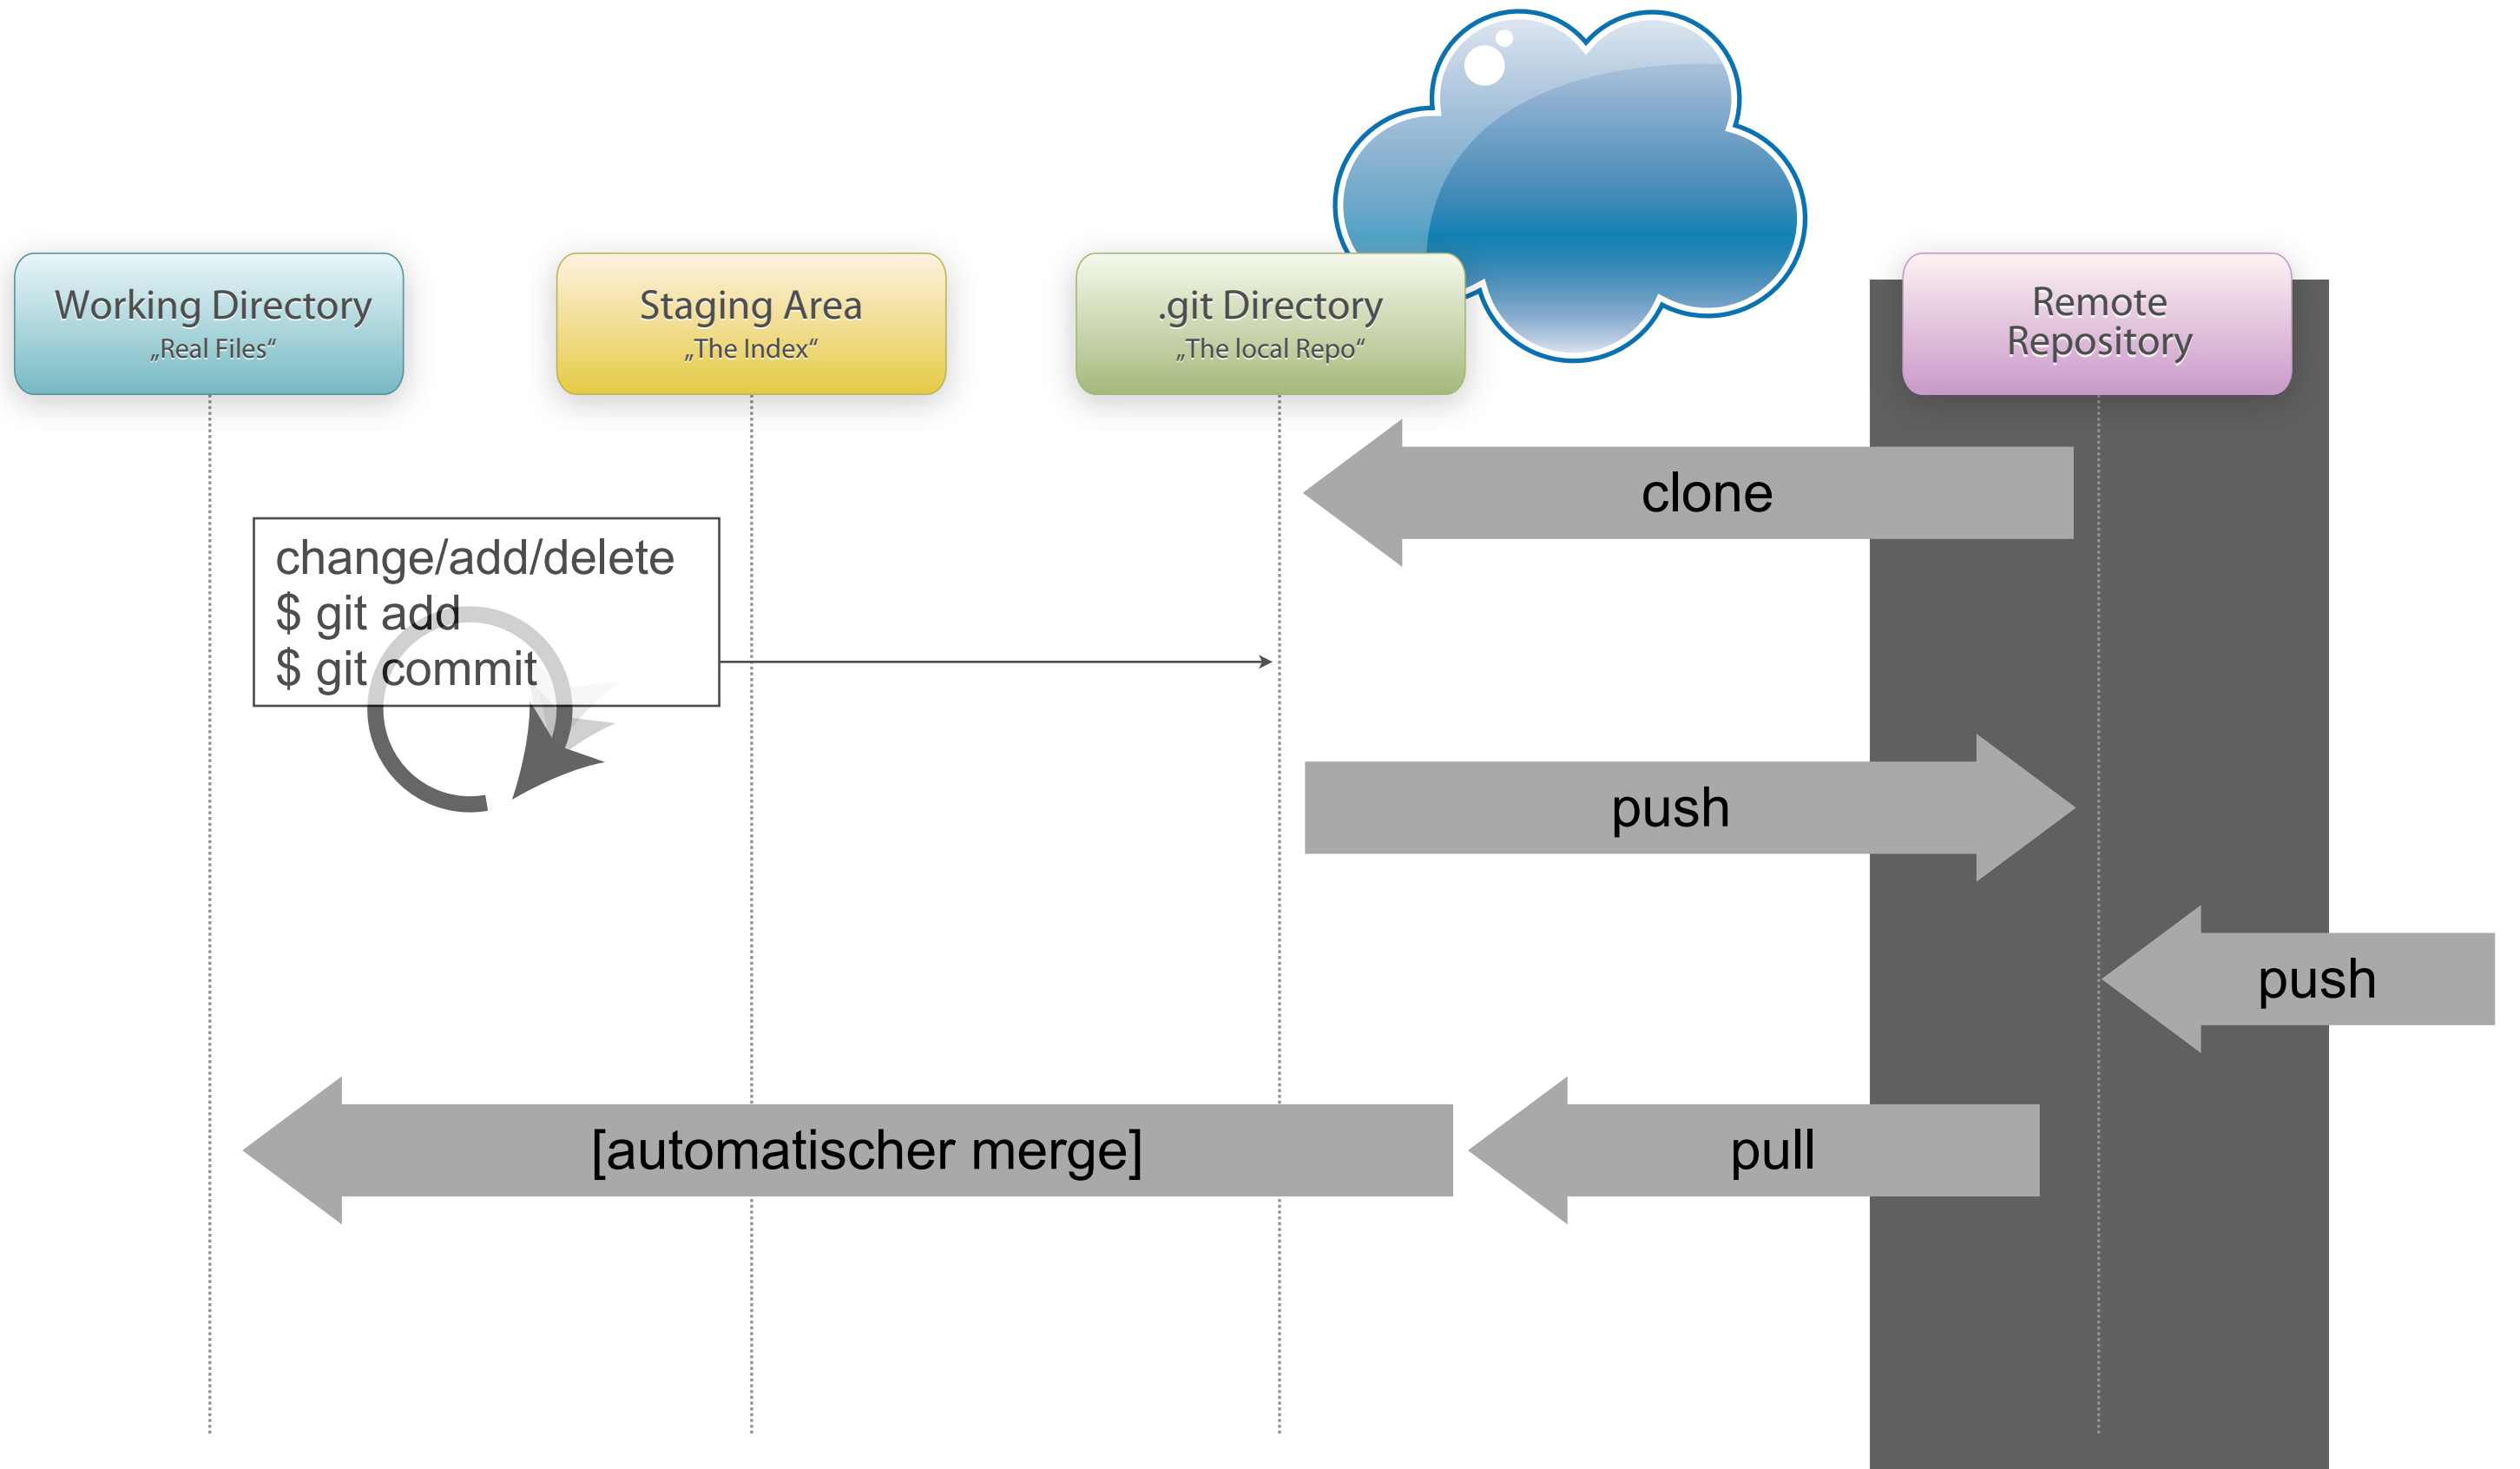 Working Directory
„Real Files“
Staging Area
„The Index“
.git Directory
„The local Repo“
Remote
Repository
clone
change/add/delete
$ git add
$ git commit
push
push
[automatischer merge]
pull